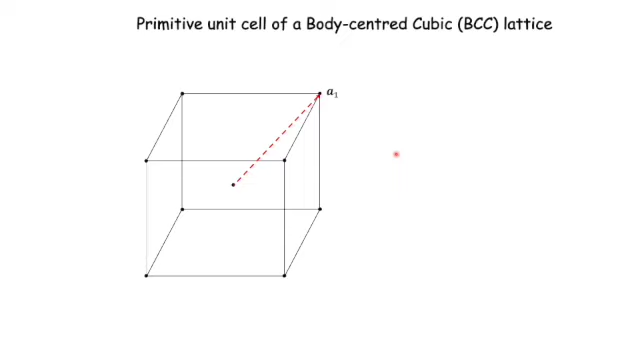 Primitive unit cell of a Body-centred Cubic (BCC) lattice
a₁